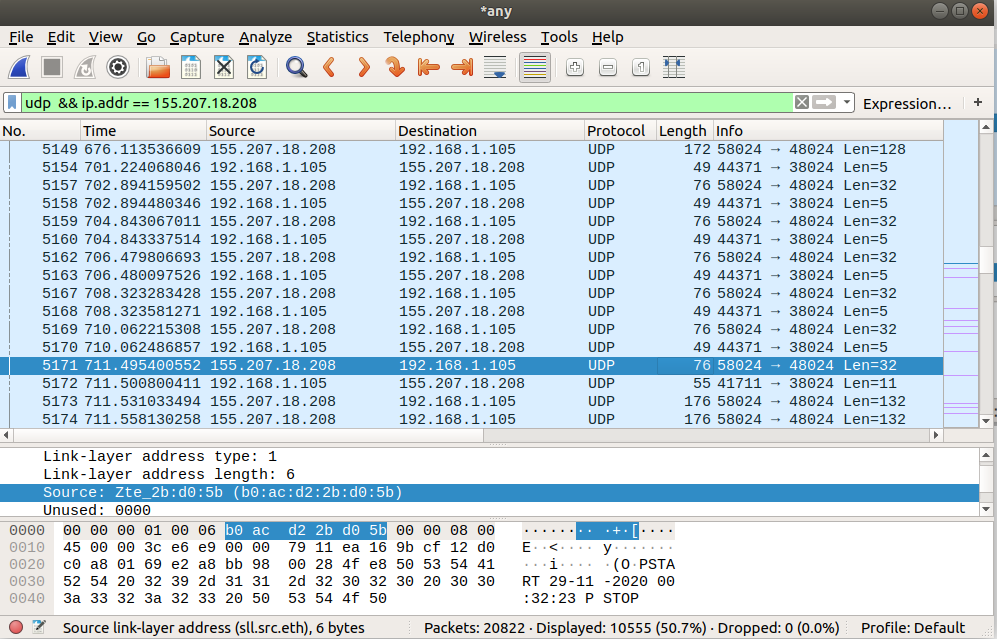 *any
File Edit View Go Capture Analyze Statistics Telephony Wireless Tools Help
udp && ip.addr == 155.207.18.208 Expression… +
No. Time Source Destination Protocol Length Info
5149 676.113536609 155.207.18.208 192.168.1.105 UDP 172 58024 → 48024 Len=128
5154 701.224068046 192.168.1.105 155.207.18.208 UDP 49 44371 → 38024 Len=5
5157 702.894159502 155.207.18.208 192.168.1.105 UDP 76 58024 → 48024 Len=32
5158 702.894480346 192.168.1.105 155.207.18.208 UDP 49 44371 → 38024 Len=5
5159 704.843067011 155.207.18.208 192.168.1.105 UDP 76 58024 → 48024 Len=32
5160 704.843337514 192.168.1.105 155.207.18.208 UDP 49 44371 → 38024 Len=5
5162 706.479806693 155.207.18.208 192.168.1.105 UDP 76 58024 → 48024 Len=32
5163 706.480097526 192.168.1.105 155.207.18.208 UDP 49 44371 → 38024 Len=5
5167 708.323283428 155.207.18.208 192.168.1.105 UDP 76 58024 → 48024 Len=32
5168 708.323581271 192.168.1.105 155.207.18.208 UDP 49 44371 → 38024 Len=5
5169 710.062215308 155.207.18.208 192.168.1.105 UDP 76 58024 → 48024 Len=32
5170 710.062486857 192.168.1.105 155.207.18.208 UDP 49 44371 → 38024 Len=5
5171 711.495400552 155.207.18.208 192.168.1.105 UDP 76 58024 → 48024 Len=32
5172 711.500800411 192.168.1.105 155.207.18.208 UDP 55 41711 → 38024 Len=11
5173 711.531033494 155.207.18.208 192.168.1.105 UDP 176 58024 → 48024 Len=132
5174 711.558130258 155.207.18.208 192.168.1.105 UDP 176 58024 → 48024 Len=132
Link-layer address type: 1
Link-layer address length: 6
Source: Zte_2b:d0:5b (b0:ac:d2:2b:d0:5b)
Unused: 0000
0000 00 00 00 01 00 06 b0 ac d2 2b d0 5b 00 00 08 00 ········ ·+·[····
0010 45 00 00 3c e6 e9 00 00 79 11 ea 16 9b cf 12 d0 E··<···· y·······
0020 c0 a8 01 69 e2 a8 bb 98 00 28 4f e8 50 53 54 41 ···i···· ·(O·PSTA
0030 52 54 20 32 39 2d 31 31 2d 32 30 32 30 20 30 30 RT 29-11 -2020 00
0040 3a 33 32 3a 32 33 20 50 53 54 4f 50 :32:23 P STOP
Source link-layer address (sll.src.eth), 6 bytes Packets: 20822 · Displayed: 10555 (50.7%) · Dropped: 0 (0.0%) Profile: Default